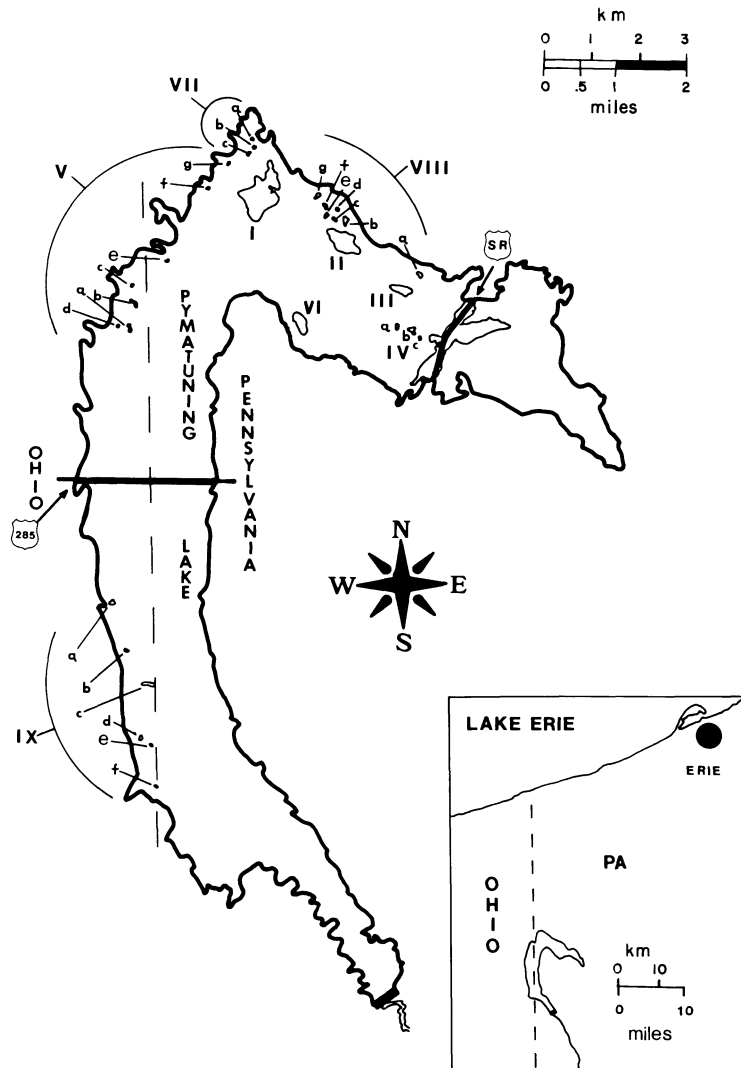 km
0 1 2 3
0 .5 1 2
miles
VII
a
b
c
g
f
V
e
c
a
b
d
VIII
g
f
e
d
c
b
a
I
II
III
SR
VI
a
b
c
IV
PYMATUNING
LAKE
PENNSYLVANIA
OHIO
285
N
W
E
S
a
b
c
d
e
f
IX
LAKE ERIE
ERIE
PA
OHIO
km
0 10
0 10
miles